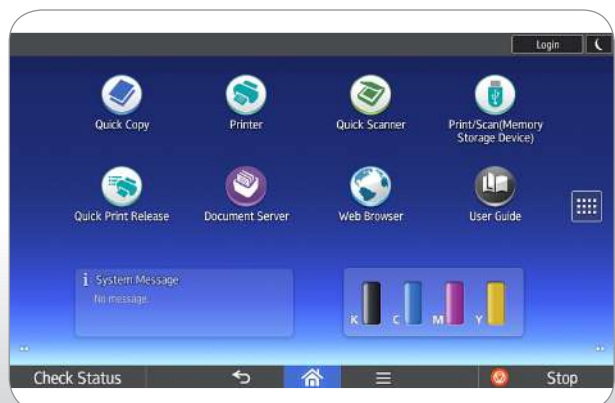 Login
Quick Copy
Printer
Quick Scanner
Print/Scan(Memory
Storage Device)
Quick Print Release
Document Server
Web Browser
User Guide
i System Message
No message.
K C M Y
Check Status
Stop